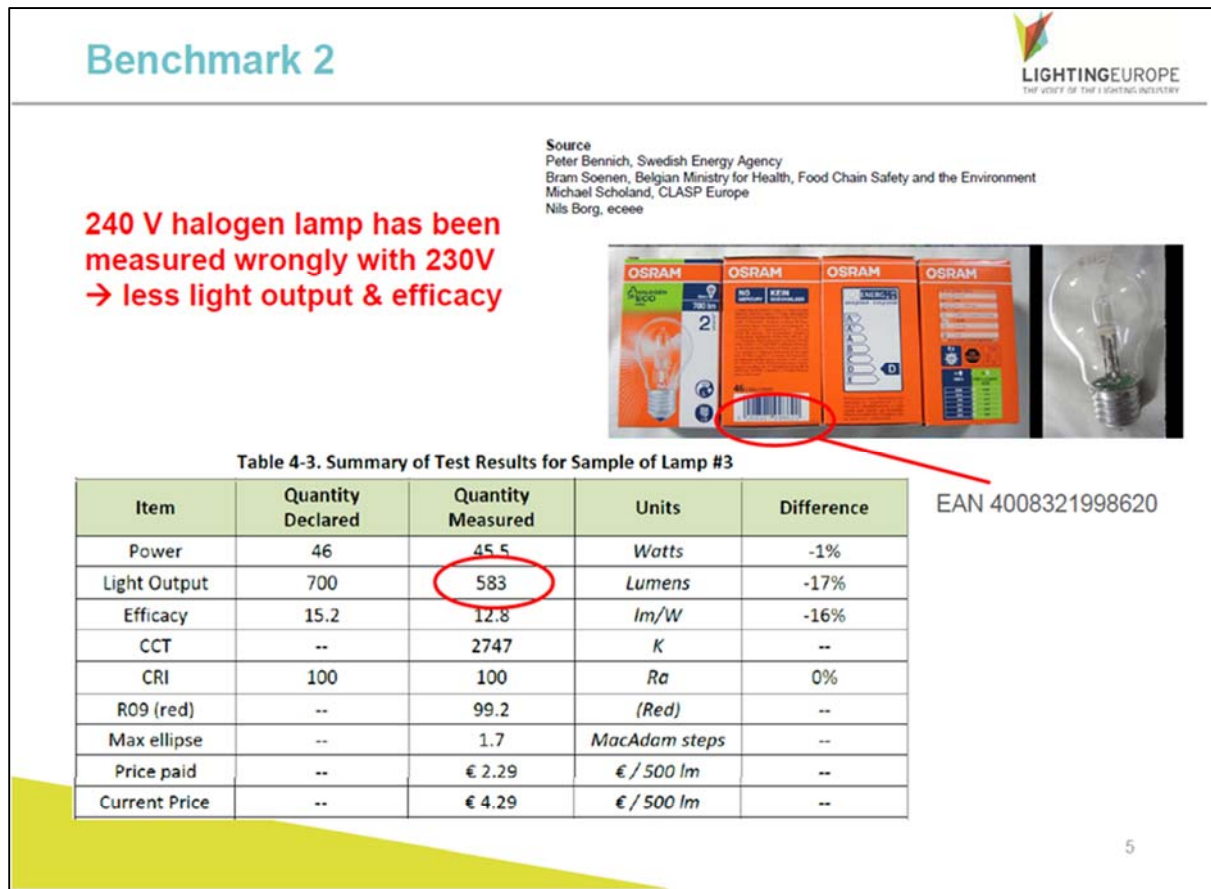 Benchmark 2
LIGHTINGEUROPE
THE VOICE OF THE LIGHTING INDUSTRY
Source
Peter Bennich, Swedish Energy Agency
Bram Soenen, Belgian Ministry for Health, Food Chain Safety and the Environment
Michael Scholand, CLASP Europe
Nils Borg, eceee
240 V halogen lamp has been
measured wrongly with 230V
→ less light output & efficacy
OSRAM
HALOGEN
ECO
700 lm
2
OSRAM
NO KEIN
MERCURY
46
OSRAM
D
OSRAM
EAN 4008321998620
Table 4-3. Summary of Test Results for Sample of Lamp #3
Item Quantity Declared Quantity Measured Units Difference
Power 46 45.5 Watts -1%
Light Output 700 583 Lumens -17%
Efficacy 15.2 12.8 lm/W -16%
CCT -- 2747 K --
CRI 100 100 Ra 0%
R09 (red) -- 99.2 (Red) --
Max ellipse -- 1.7 MacAdam steps --
Price paid -- € 2.29 € / 500 lm --
Current Price -- € 4.29 € / 500 lm --
5